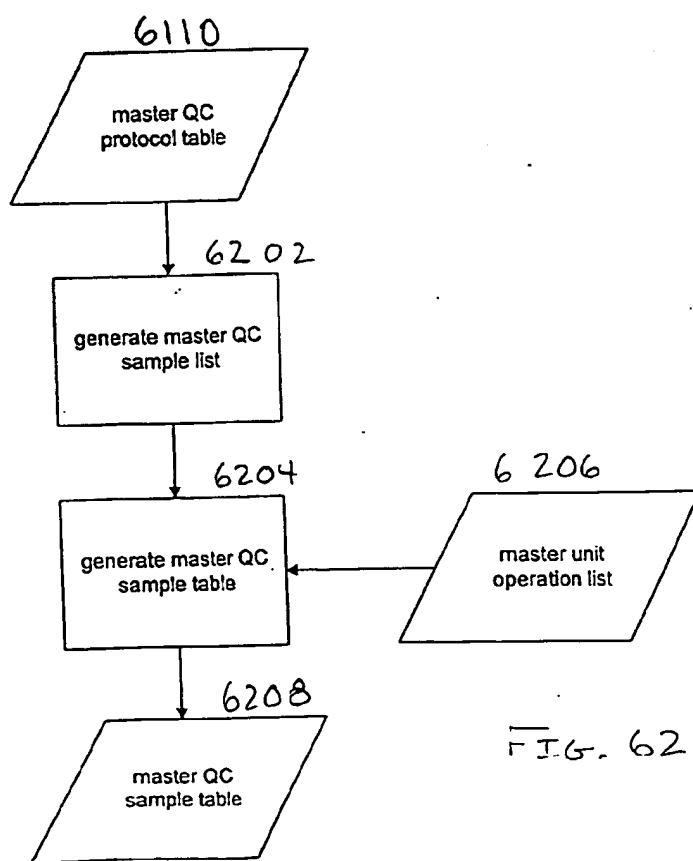 6110
master QC
protocol table
6202
generate master QC
sample list
6204
generate master QC
sample table
6206
master unit
operation list
6208
master QC
sample table
FIG. 62